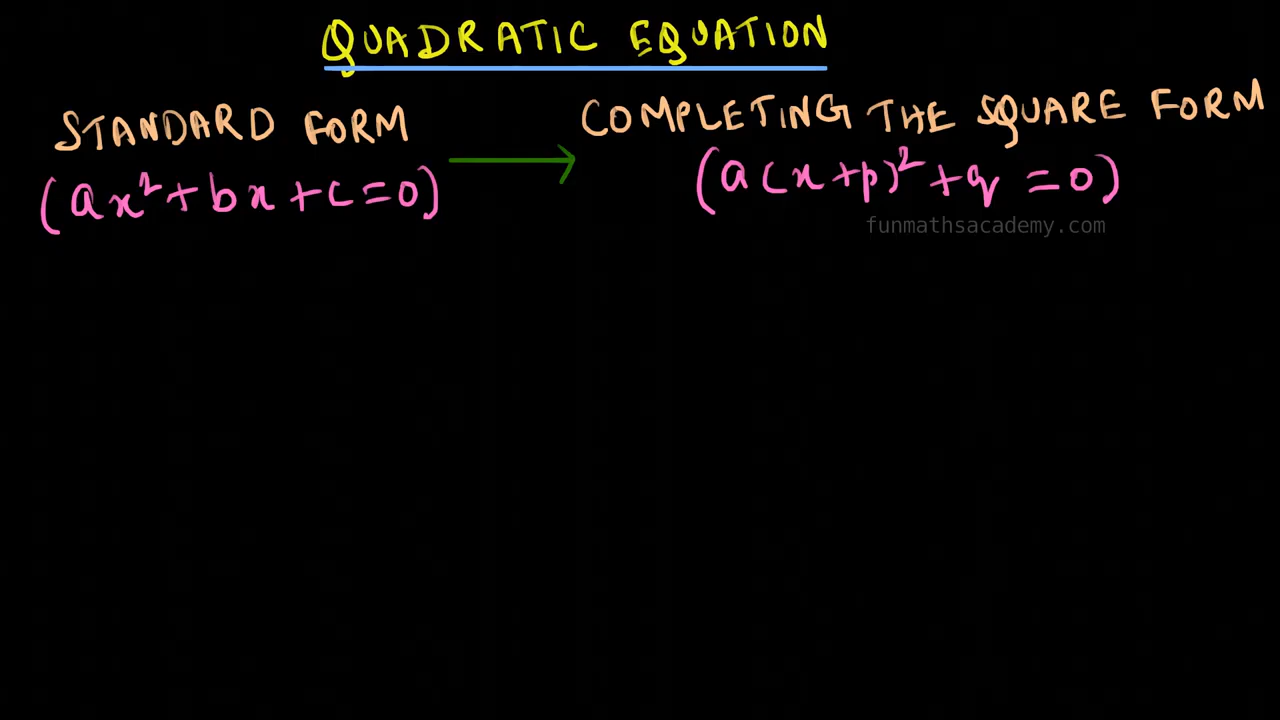 QUADRATIC EQUATION
STANDARD FORM
(ax²+bx+c=0)
COMPLETING THE SQUARE FORM
(a(x+p)²+q=0)
funmathsacademy.com